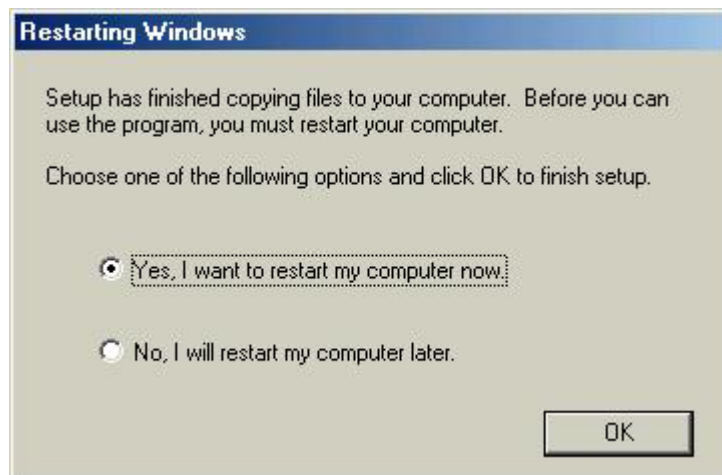 Restarting Windows
Setup has finished copying files to your computer.  Before you can
use the program, you must restart your computer.
Choose one of the following options and click OK to finish setup.
Yes, I want to restart my computer now.
No, I will restart my computer later.
OK